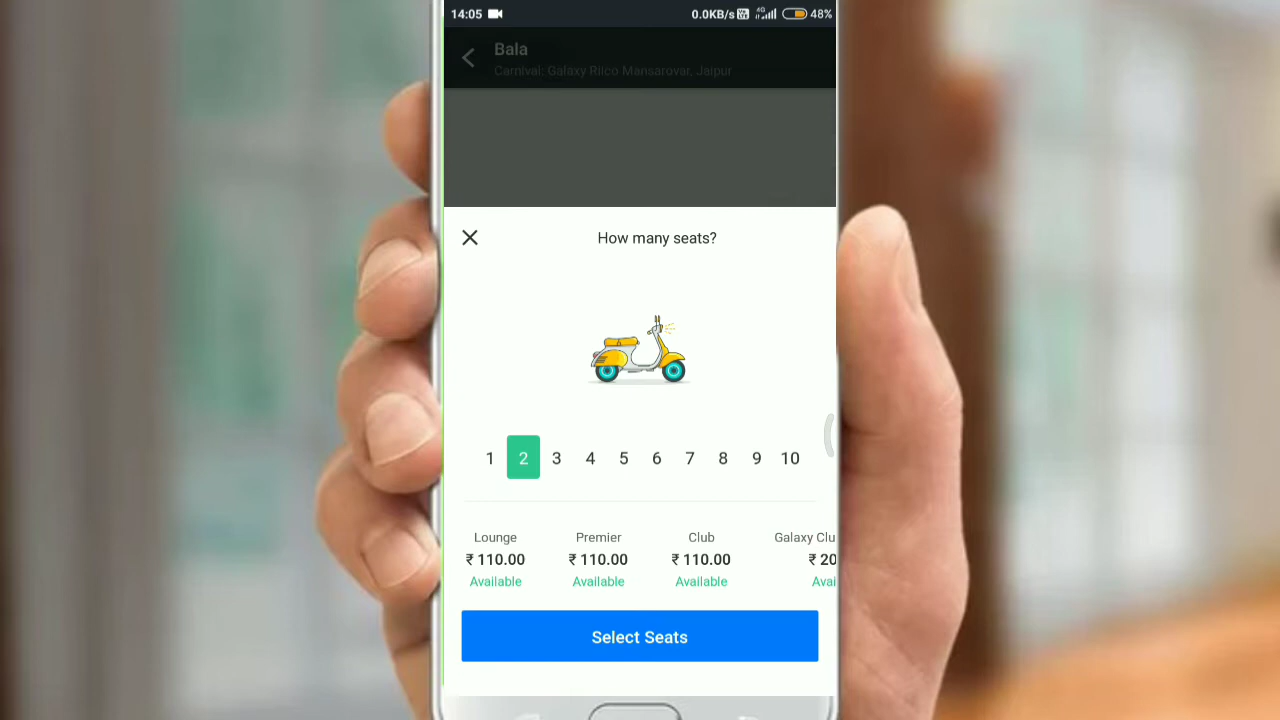 14:05 0.0KB/s 4G 48%
Bala
Carnival: Galaxy Riico Mansarovar, Jaipur
How many seats?
1 2 3 4 5 6 7 8 9 10
Lounge Premier Club Galaxy Clu
₹ 110.00 ₹ 110.00 ₹ 110.00 ₹ 20
Available Available Available Avai
Select Seats